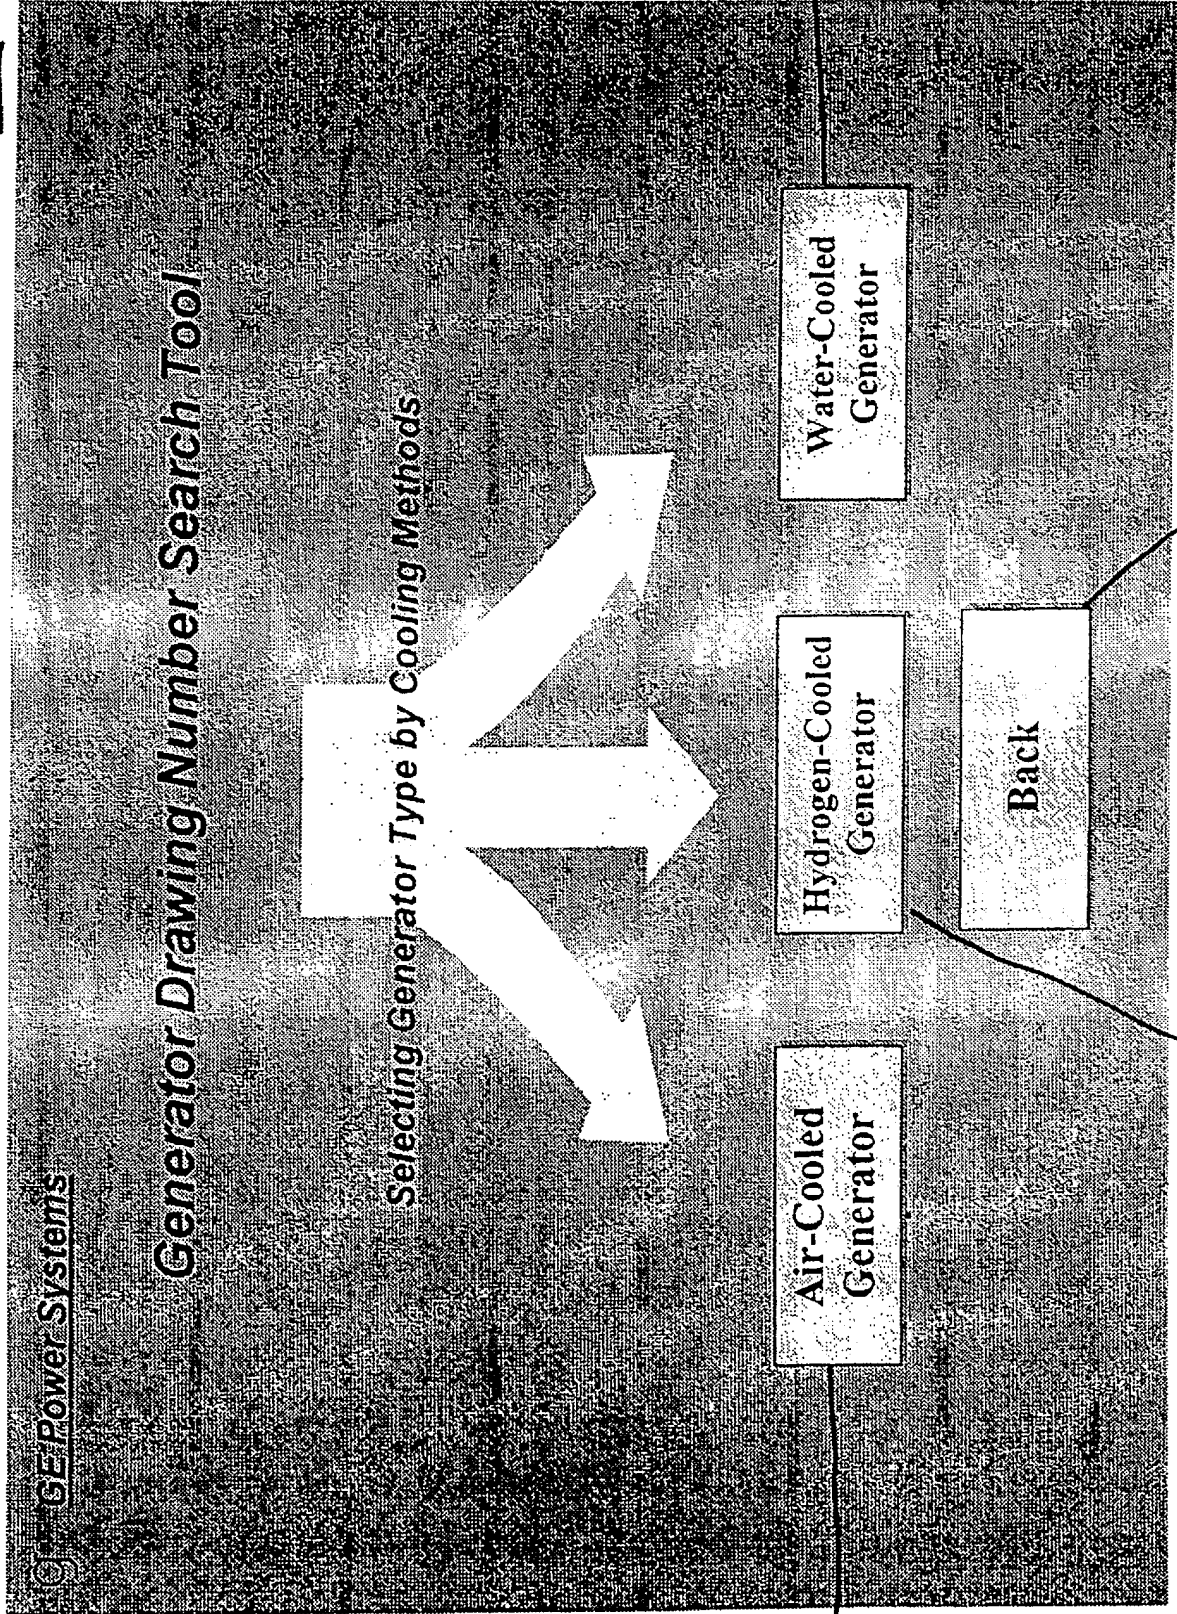 GE Power Systems
Generator Drawing Number Search Tool
Selecting Generator Type by Cooling Methods
Air-Cooled
Generator
Hydrogen-Cooled
Generator
Water-Cooled
Generator
Back